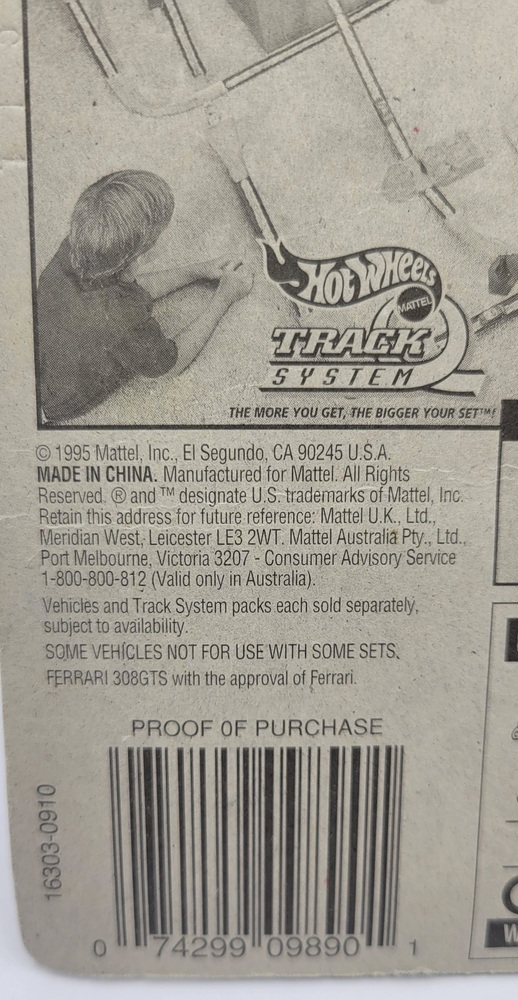 HOT WHEELS
MATTEL
TRACK
SYSTEM
THE MORE YOU GET, THE BIGGER YOUR SET™!
© 1995 Mattel, Inc., El Segundo, CA 90245 U.S.A.
MADE IN CHINA. Manufactured for Mattel. All Rights
Reserved. ® and ™ designate U.S. trademarks of Mattel, Inc.
Retain this address for future reference: Mattel U.K., Ltd.,
Meridian West, Leicester LE3 2WT. Mattel Australia Pty., Ltd.,
Port Melbourne, Victoria 3207 - Consumer Advisory Service
1-800-800-812 (Valid only in Australia).
Vehicles and Track System packs each sold separately,
subject to availability.
SOME VEHICLES NOT FOR USE WITH SOME SETS.
FERRARI 308GTS with the approval of Ferrari.
PROOF OF PURCHASE
16303-0910
0 74299 09890 1